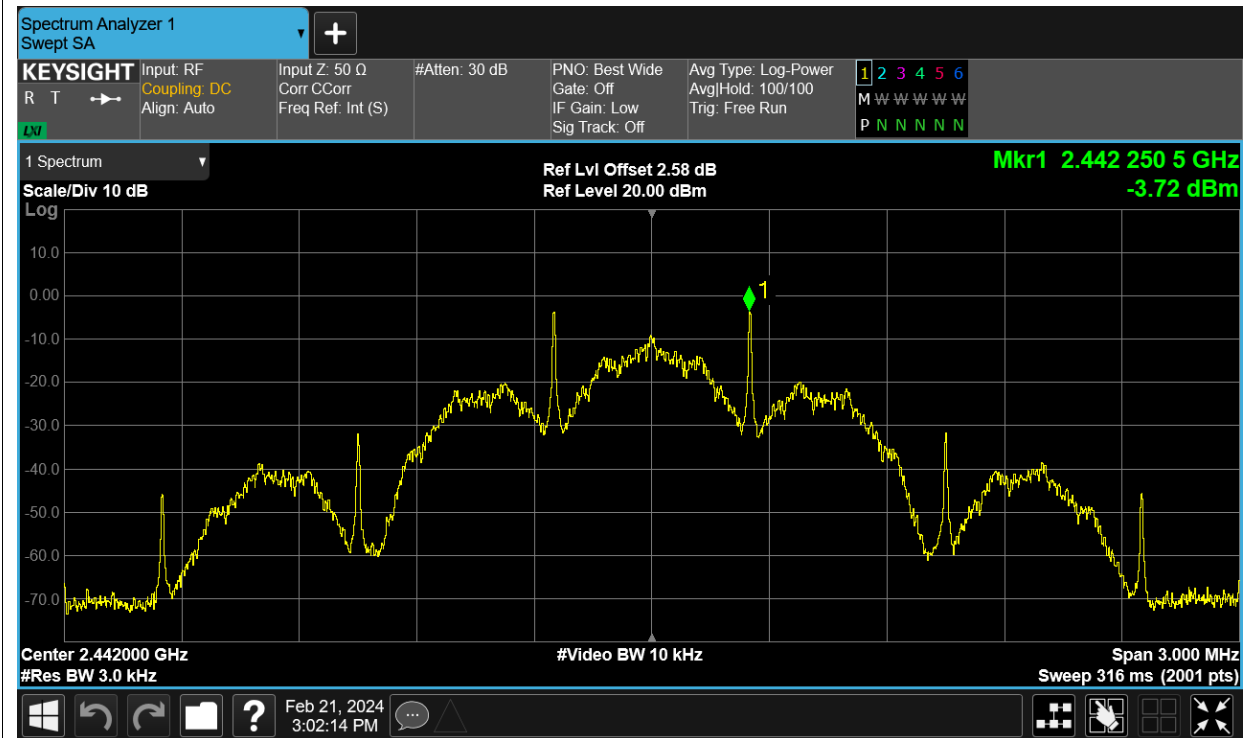 Spectrum Analyzer 1
Swept SA
KEYSIGHT
R T
LXI
Input: RF
Coupling: DC
Align: Auto
Input Z: 50 Ω
Corr CCorr
Freq Ref: Int (S)
#Atten: 30 dB
PNO: Best Wide
Gate: Off
IF Gain: Low
Sig Track: Off
Avg Type: Log-Power
Avg|Hold: 100/100
Trig: Free Run
1 2 3 4 5 6
M W W W W W W
P N N N N N N
1 Spectrum
Scale/Div 10 dB
Log
Ref Lvl Offset 2.58 dB
Ref Level 20.00 dBm
Mkr1 2.442 250 5 GHz
-3.72 dBm
10.0
0.00
-10.0
-20.0
-30.0
-40.0
-50.0
-60.0
-70.0
1
Center 2.442000 GHz
#Res BW 3.0 kHz
#Video BW 10 kHz
Span 3.000 MHz
Sweep 316 ms (2001 pts)
?
Feb 21, 2024
3:02:14 PM